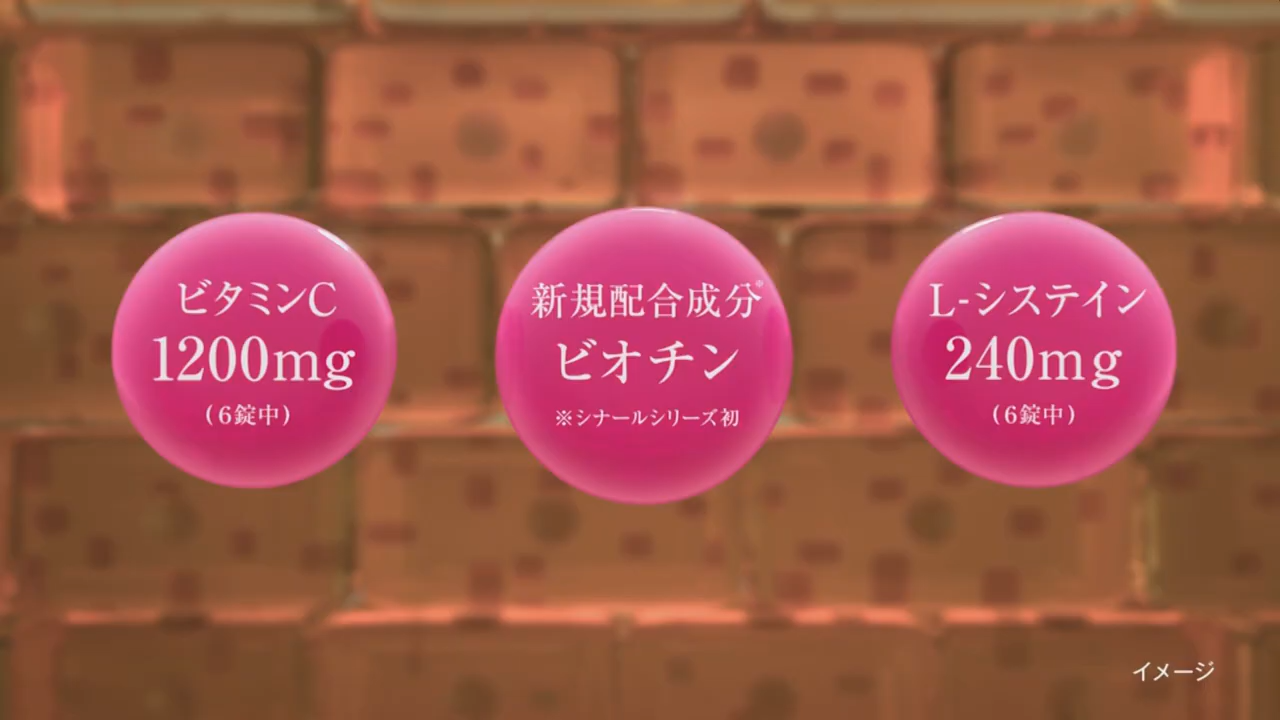 ビタミンC
1200mg
(6錠中)
新規配合成分※
ビオチン
※シナールシリーズ初
L-システイン
240mg
(6錠中)
イメージ